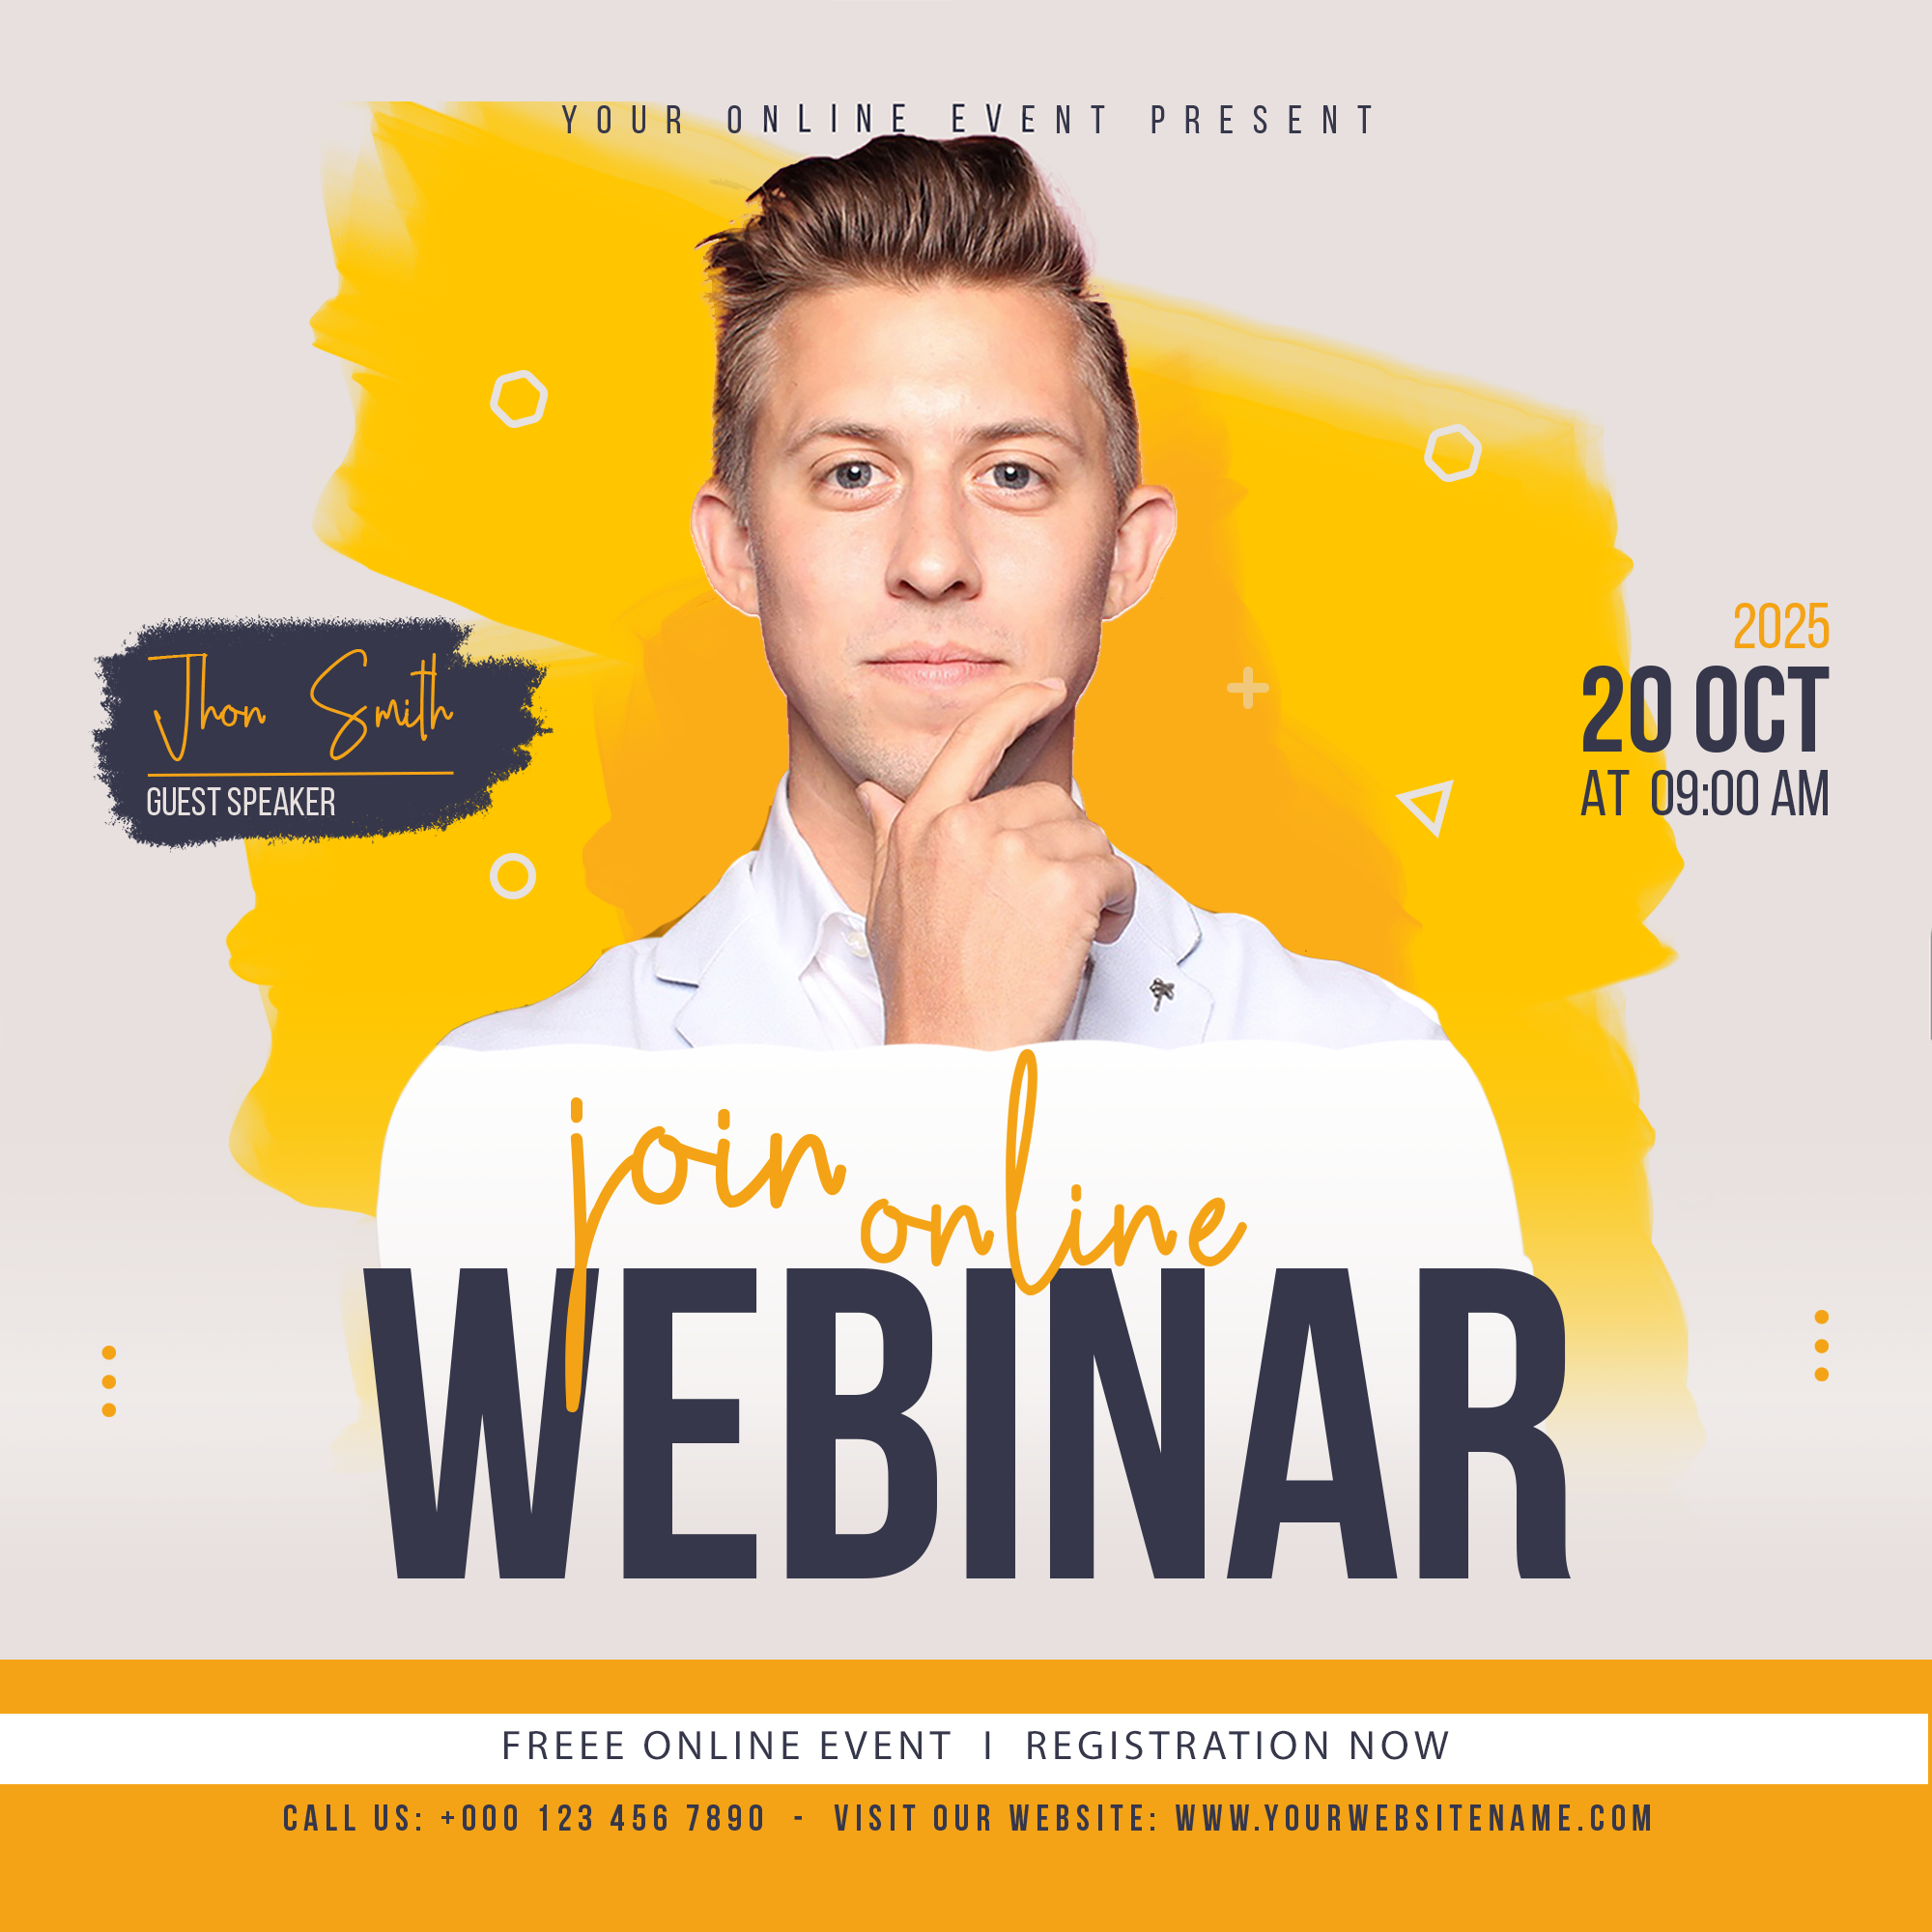 YOUR ONLINE EVENT PRESENT
Jhon Smith
GUEST SPEAKER
2025
20 OCT
AT 09:00 AM
join online
WEBINAR
FREEE ONLINE EVENT I REGISTRATION NOW
CALL US: +000 123 456 7890 - VISIT OUR WEBSITE: WWW.YOURWEBSITENAME.COM